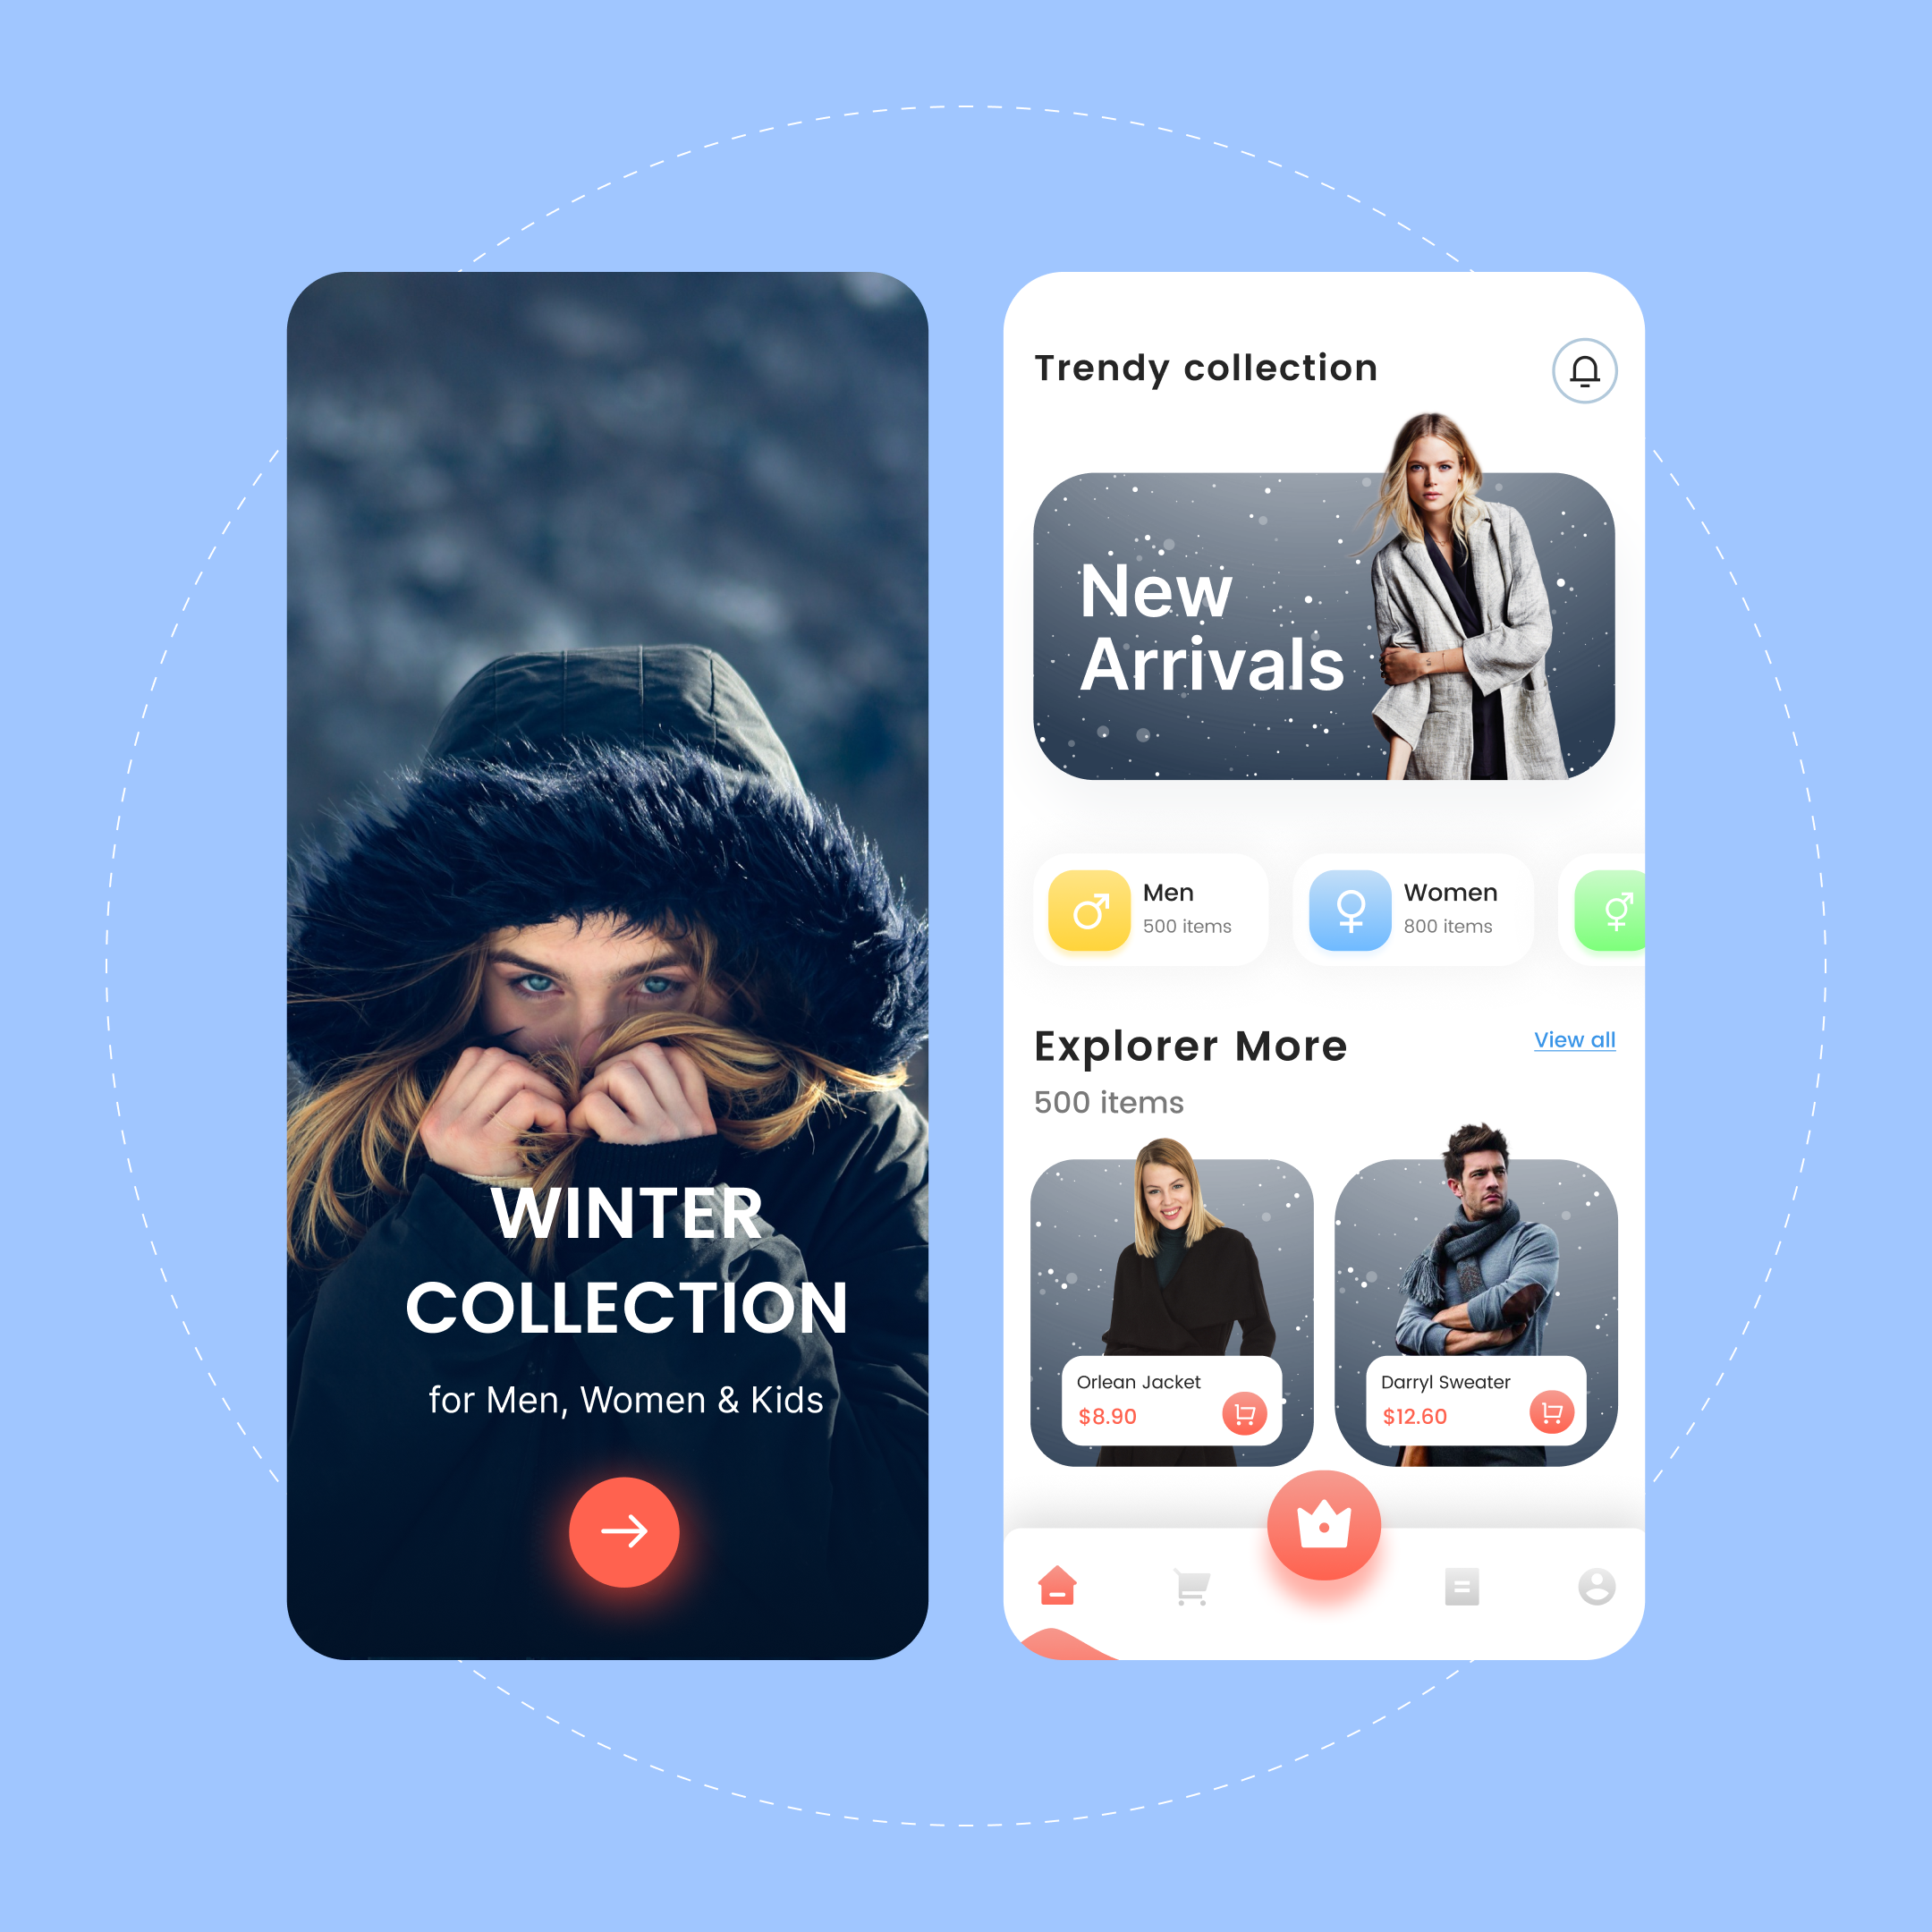 WINTER
COLLECTION
for Men, Women & Kids
Trendy collection
New
Arrivals
Men
500 items
Women
800 items
Explorer More
View all
500 items
Orlean Jacket
$8.90
Darryl Sweater
$12.60